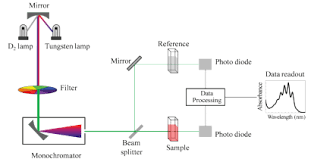 Mirror
D₂ lamp
Tungsten lamp
Filter
Monochromator
Mirror
Beam
splitter
Reference
Sample
Photo diode
Data
Processing
Photo diode
Data readout
Absorbance
Wavelength (nm)